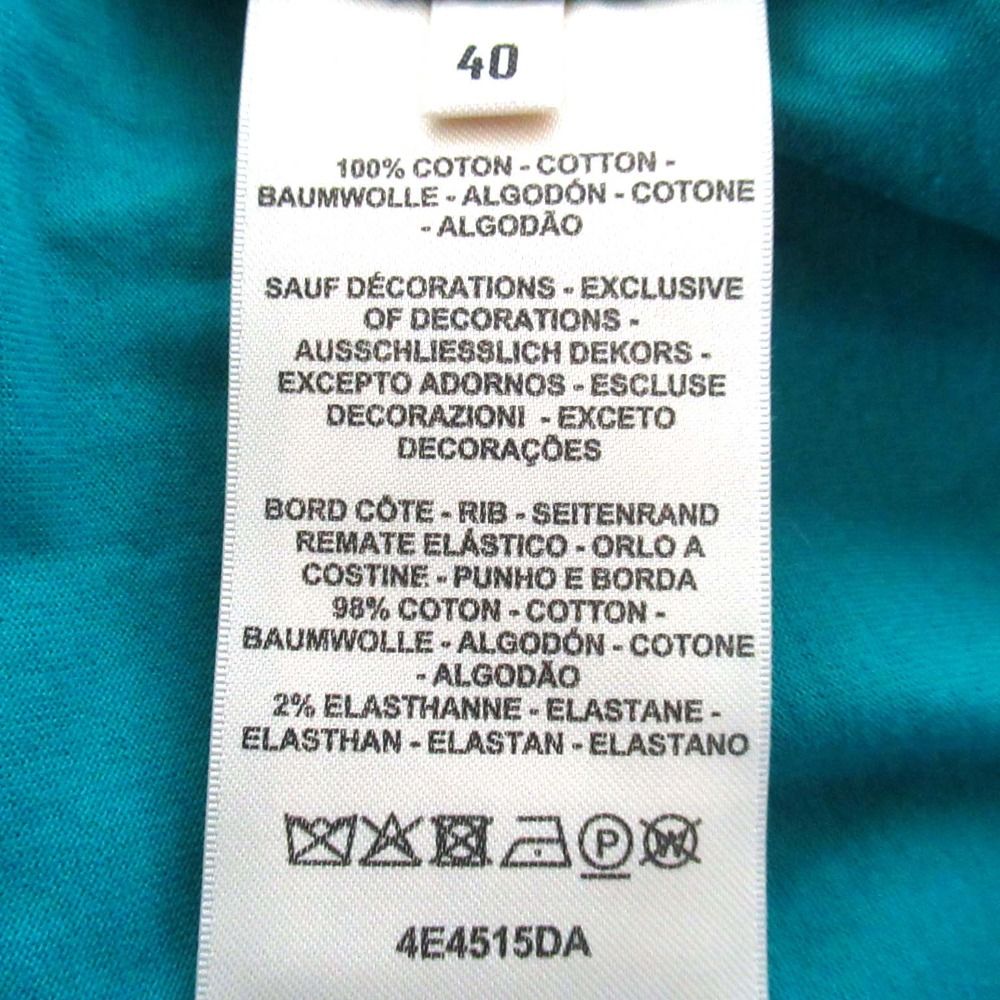 40
100% COTON - COTTON -
BAUMWOLLE - ALGODÓN - COTONE
- ALGODÃO
SAUF DÉCORATIONS - EXCLUSIVE
OF DECORATIONS -
AUSSCHLIESSLICH DEKORS -
EXCEPTO ADORNOS - ESCLUSE
DECORAZIONI - EXCETO
DECORAÇÕES
BORD CÔTE - RIB - SEITENRAND
REMATE ELÁSTICO - ORLO A
COSTINE - PUNHO E BORDA
98% COTON - COTTON -
BAUMWOLLE - ALGODÓN - COTONE
- ALGODÃO
2% ELASTHANNE - ELASTANE -
ELASTHAN - ELASTAN - ELASTANO
P W
4E4515DA